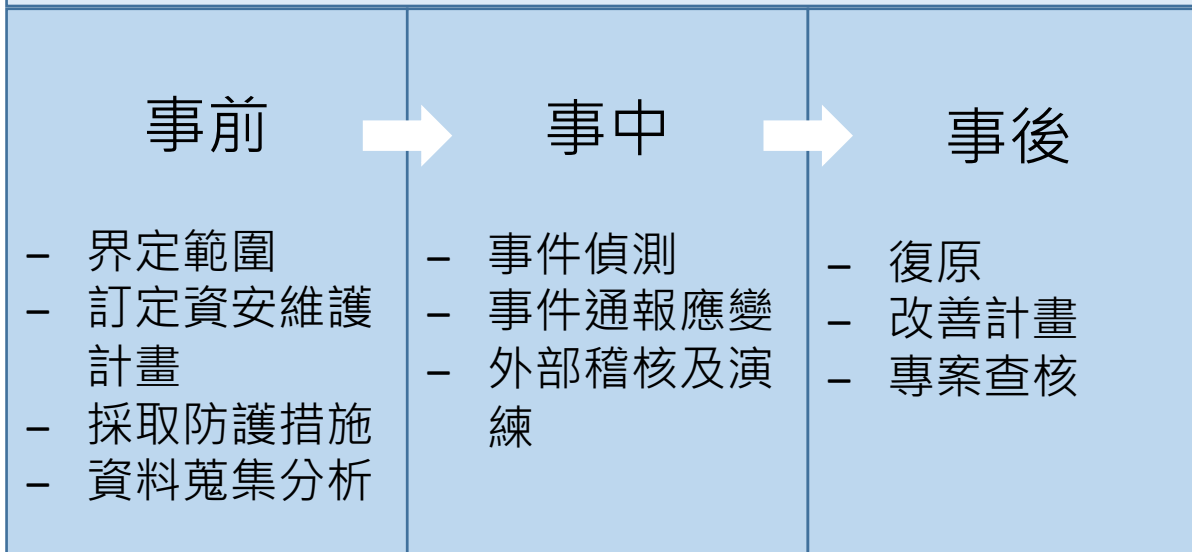 事前
– 界定範圍
– 訂定資安維護
計畫
– 採取防護措施
– 資料蒐集分析
事中
– 事件偵測
– 事件通報應變
– 外部稽核及演
練
事後
– 復原
– 改善計畫
– 專案查核